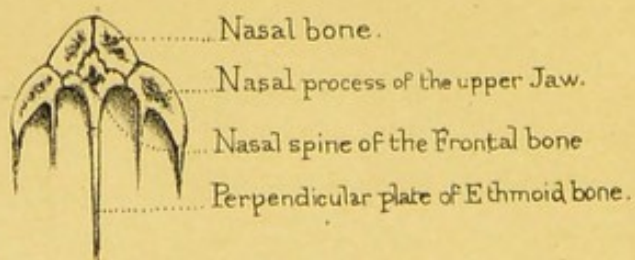 Nasal bone.
Nasal process of the upper Jaw.
Nasal spine of the Frontal bone
Perpendicular plate of Ethmoid bone.